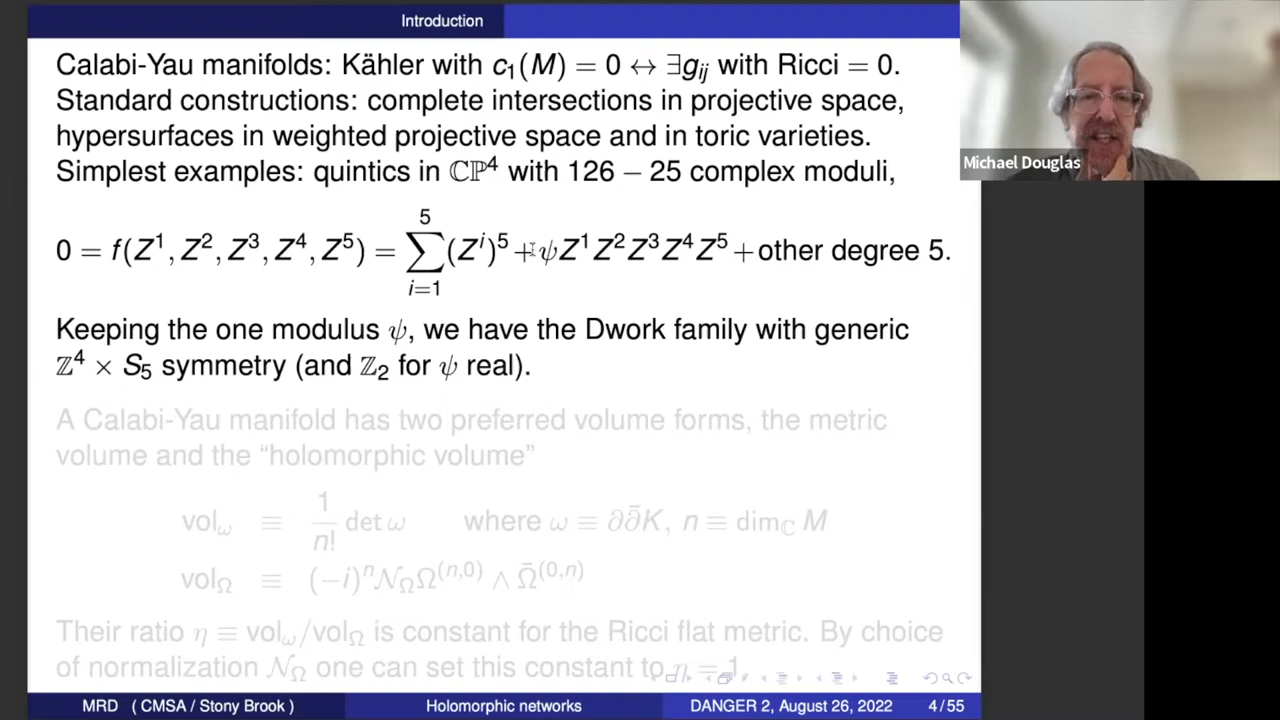 Introduction
Calabi-Yau manifolds: Kähler with c₁(M) = 0 ↔ ∃gᵢⱼ with Ricci = 0.
Standard constructions: complete intersections in projective space,
hypersurfaces in weighted projective space and in toric varieties.
Simplest examples: quintics in ℂℙ⁴ with 126 − 25 complex moduli,
0 = f(Z¹, Z², Z³, Z⁴, Z⁵) = ∑ᵢ₌₁⁵ (Zⁱ)⁵ + ψZ¹Z²Z³Z⁴Z⁵ + other degree 5.
Keeping the one modulus ψ, we have the Dwork family with generic
ℤ⁴ × S₅ symmetry (and ℤ₂ for ψ real).
A Calabi-Yau manifold has two preferred volume forms, the metric
volume and the “holomorphic volume”
vol_ω ≡ 1/n! det ω where ω ≡ ∂∂̄K, n ≡ dim_ℂ M
vol_Ω ≡ (−i)ⁿ𝒩_Ω Ω⁽ⁿ,⁰⁾ ∧ Ω̄⁽⁰,ⁿ⁾
Their ratio η ≡ vol_ω/vol_Ω is constant for the Ricci flat metric. By choice
of normalization 𝒩_Ω one can set this constant to η = 1.
MRD ( CMSA / Stony Brook )
Holomorphic networks
DANGER 2, August 26, 2022
4 / 55
Michael Douglas